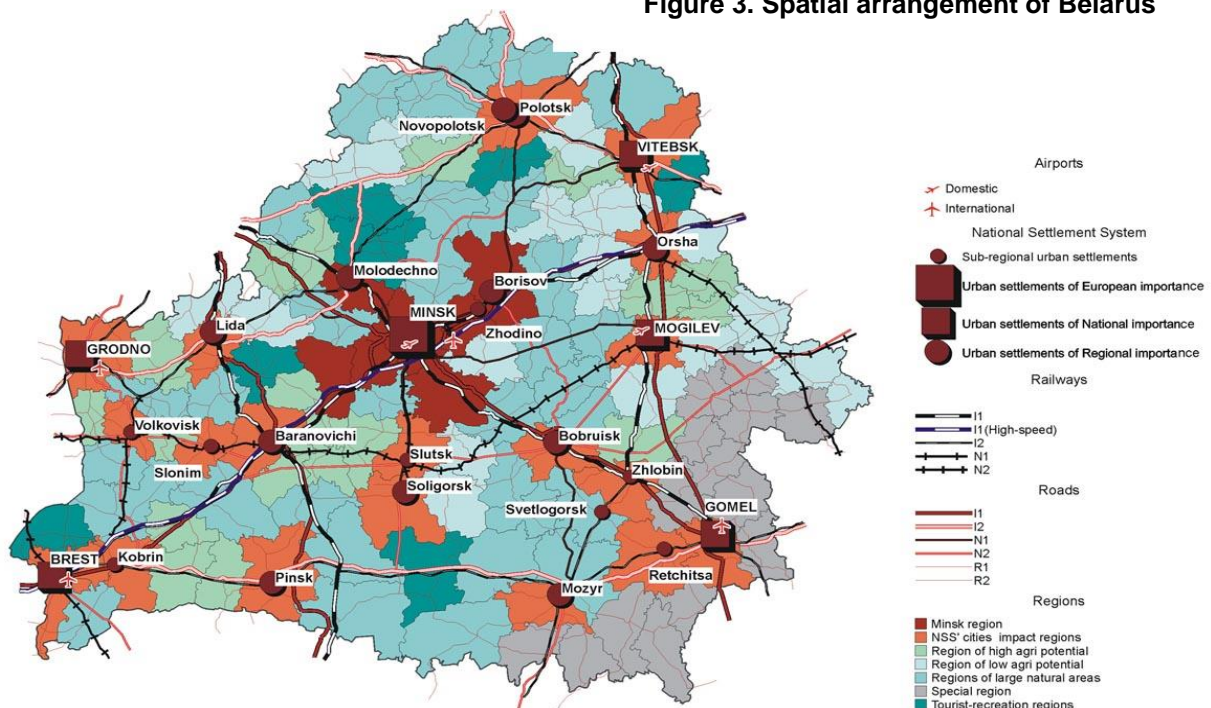 Figure 3. Spatial arrangement of Belarus
Polotsk
Novopolotsk
VITEBSK
Orsha
Molodechno
Borisov
MINSK
Zhodino
MOGILEV
Lida
GRODNO
Volkovisk
Baranovichi
Slonim
Slutsk
Soligorsk
Bobruisk
Zhlobin
Svetlogorsk
GOMEL
BREST
Kobrin
Pinsk
Mozyr
Retchitsa
Airports
Domestic
International
National Settlement System
Sub-regional urban settlements
Urban settlements of European importance
Urban settlements of National importance
Urban settlements of Regional importance
Railways
I1
I1(High-speed)
I2
N1
N2
Roads
I1
I2
N1
N2
R1
R2
Regions
Minsk region
NSS' cities impact regions
Region of high agri potential
Region of low agri potential
Regions of large natural areas
Special region
Tourist-recreation regions